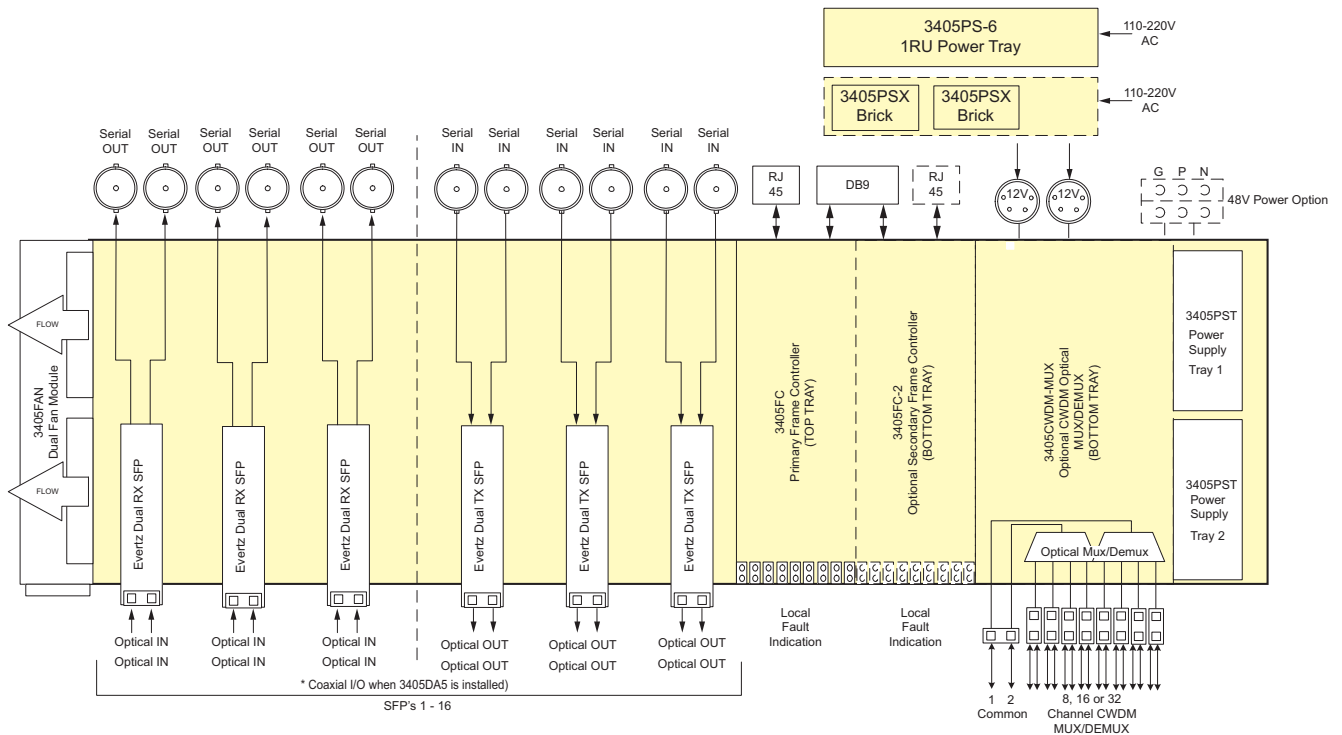 3405PS-6
1RU Power Tray
110-220V
AC
3405PSX
Brick
3405PSX
Brick
110-220V
AC
Serial
OUT
Serial
OUT
Serial
OUT
Serial
OUT
Serial
OUT
Serial
OUT
Serial
IN
Serial
IN
Serial
IN
Serial
IN
Serial
IN
Serial
IN
RJ
45
DB9
RJ
45
12V
12V
G P N
48V Power Option
FLOW
FLOW
3405FAN
Dual Fan Module
Evertz Dual RX SFP
Evertz Dual RX SFP
Evertz Dual RX SFP
Evertz Dual TX SFP
Evertz Dual TX SFP
Evertz Dual TX SFP
3405FC
Primary Frame Controller
(TOP TRAY)
3405FC-2
Optional Secondary Frame Controller
(BOTTOM TRAY)
3405CWDM-MUX
Optional CWDM Optical
MUX/DEMUX
(BOTTOM TRAY)
3405PST
Power
Supply
Tray 1
3405PST
Power
Supply
Tray 2
Optical Mux/Demux
Optical IN
Optical IN
Optical IN
Optical IN
Optical IN
Optical IN
Optical OUT
Optical OUT
Optical OUT
Optical OUT
Optical OUT
Optical OUT
Local
Fault
Indication
Local
Fault
Indication
* Coaxial I/O when 3405DA5 is installed)
SFP's 1 - 16
1 2
Common
8, 16 or 32
Channel CWDM
MUX/DEMUX